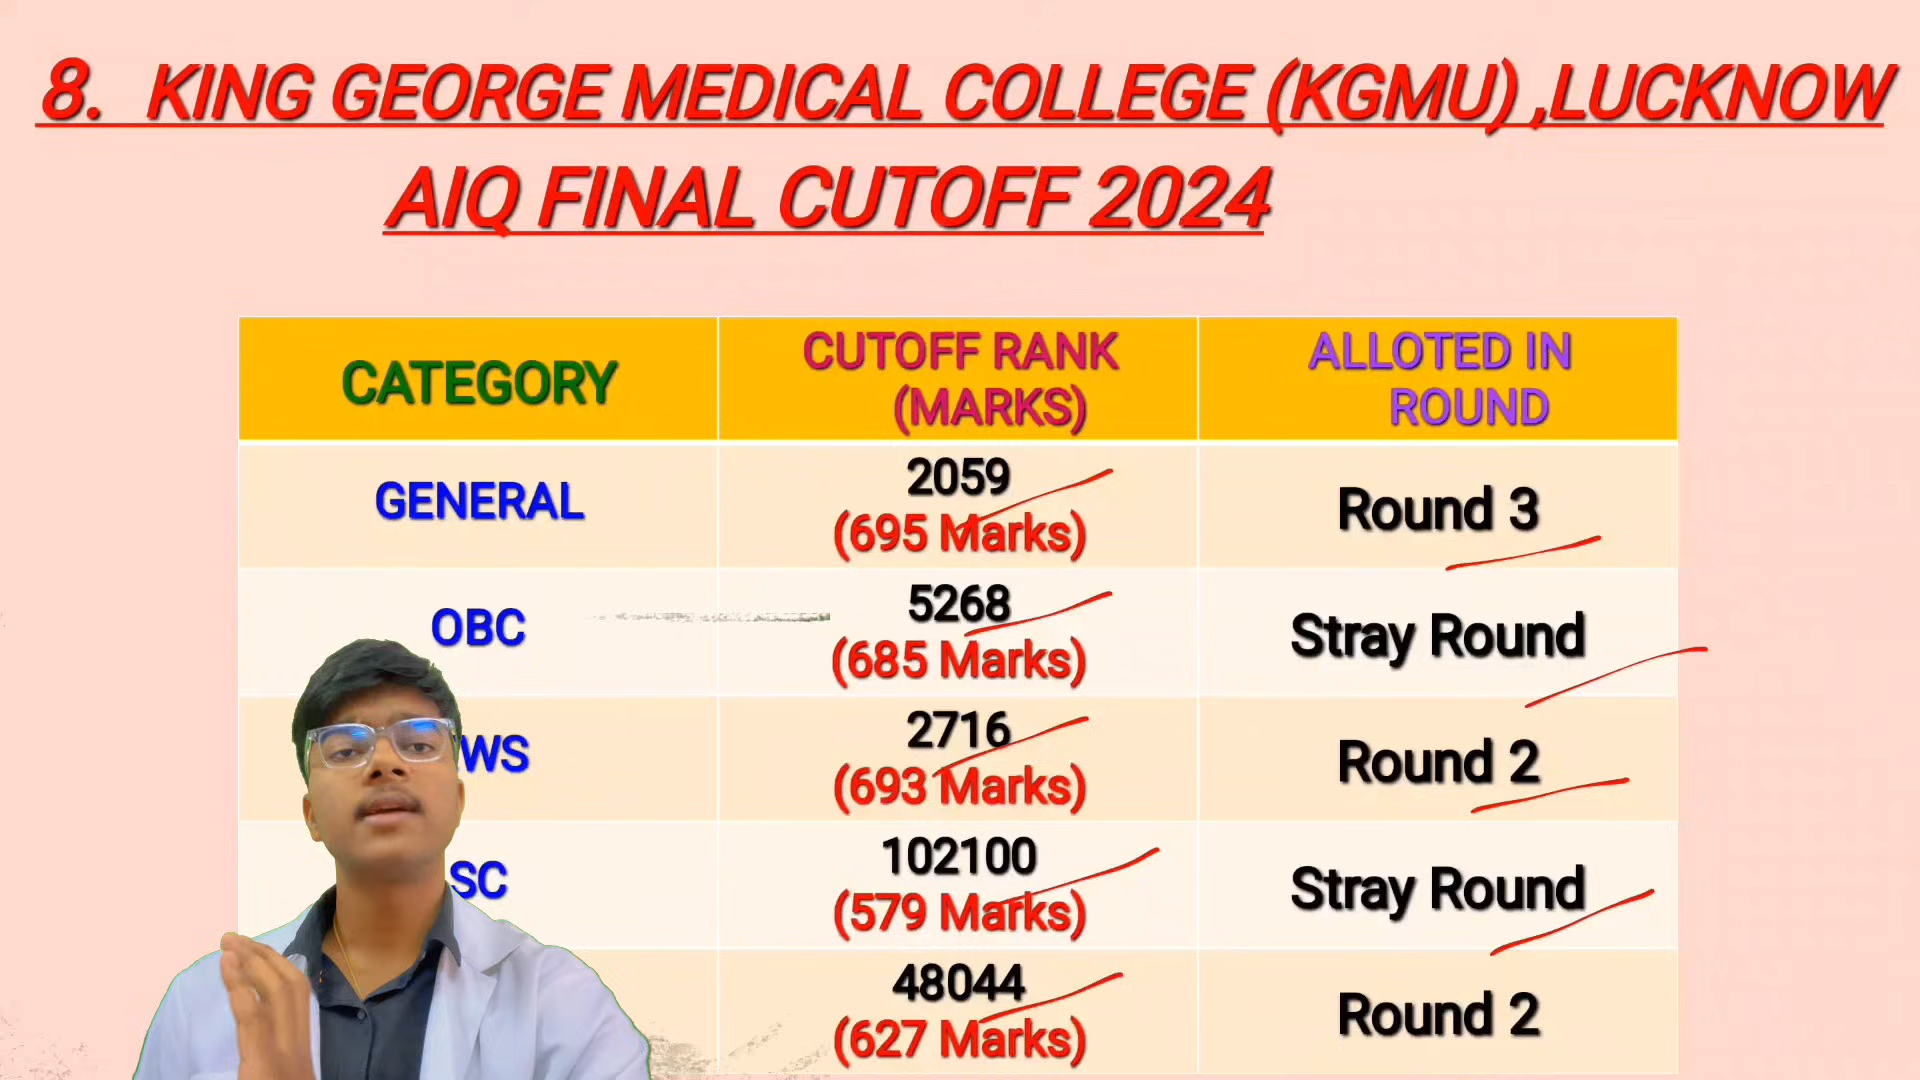 8. KING GEORGE MEDICAL COLLEGE (KGMU) ,LUCKNOW
AIQ FINAL CUTOFF 2024
CATEGORY
CUTOFF RANK
(MARKS)
ALLOTED IN
ROUND
GENERAL
2059
(695 Marks)
Round 3
OBC
5268
(685 Marks)
Stray Round
WS
2716
(693 Marks)
Round 2
SC
102100
(579 Marks)
Stray Round
48044
(627 Marks)
Round 2